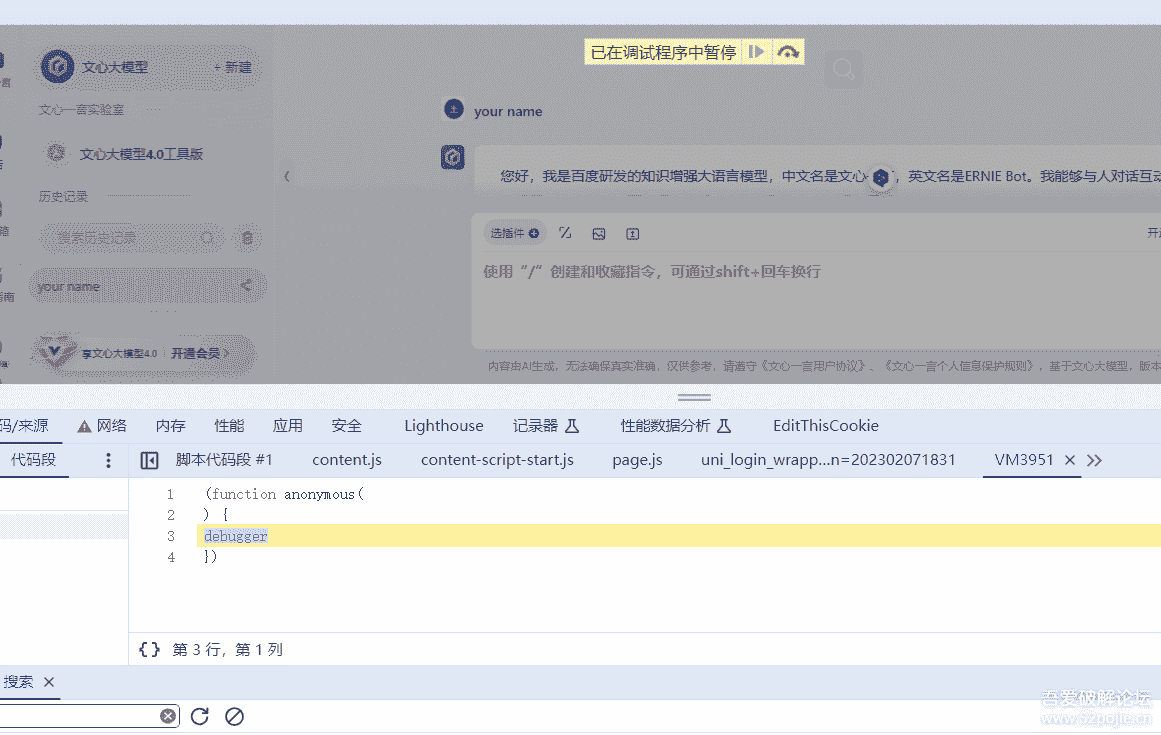 已在调试程序中暂停
文心大模型
+ 新建
文心一言实验室
文心大模型4.0工具版
历史记录
搜索历史记录
your name
享文心大模型4.0
开通会员
your name
您好，我是百度研发的知识增强大语言模型，中文名是文心
，英文名是ERNIE Bot。我能够与人对话互动
选插件
使用“/”创建和收藏指令，可通过shift+回车换行
内容由AI生成，无法确保真实准确，仅供参考，请遵守《文心一言用户协议》、《文心一言个人信息保护规则》，基于文心大模型，版本
码/来源
网络
内存
性能
应用
安全
Lighthouse
记录器
性能数据分析
EditThisCookie
代码段
脚本代码段 #1
content.js
content-script-start.js
page.js
uni_login_wrapp...n=202302071831
VM3951
1 (function anonymous(
2 ) {
3 debugger
4 })
{} 第 3 行，第 1 列
搜索
吾爱破解论坛
www.52pojie.cn